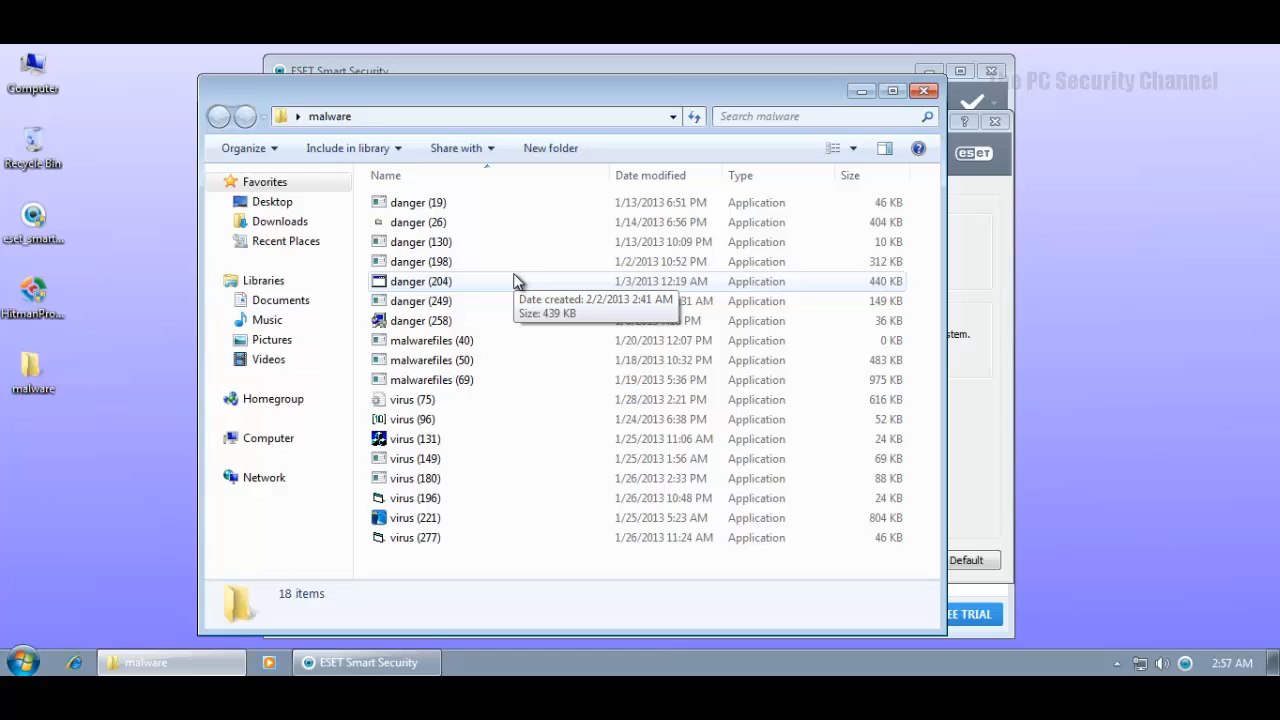 Computer
Recycle Bin
eset_smart...
HitmanPro...
malware
ESET Smart Security
The PC Security Channel
malware
Search malware
Organize
Include in library
Share with
New folder
eset
Name Date modified Type Size
Favorites
Desktop
Downloads
Recent Places
Libraries
Documents
Music
Pictures
Videos
Homegroup
Computer
Network
danger (19) 1/13/2013 6:51 PM Application 46 KB
danger (26) 1/14/2013 6:56 PM Application 404 KB
danger (130) 1/13/2013 10:09 PM Application 10 KB
danger (198) 1/2/2013 10:52 PM Application 312 KB
danger (204) 1/3/2013 12:19 AM Application 440 KB
danger (249) 31 AM Application 149 KB
danger (258) PM Application 36 KB
Date created: 2/2/2013 2:41 AM
Size: 439 KB
malwarefiles (40) 1/20/2013 12:07 PM Application 0 KB
malwarefiles (50) 1/18/2013 10:32 PM Application 483 KB
malwarefiles (69) 1/19/2013 5:36 PM Application 975 KB
virus (75) 1/28/2013 2:21 PM Application 616 KB
virus (96) 1/24/2013 6:38 PM Application 52 KB
virus (131) 1/25/2013 11:06 AM Application 24 KB
virus (149) 1/25/2013 1:56 AM Application 69 KB
virus (180) 1/26/2013 2:33 PM Application 88 KB
virus (196) 1/26/2013 10:48 PM Application 24 KB
virus (221) 1/25/2013 5:23 AM Application 804 KB
virus (277) 1/26/2013 11:24 AM Application 46 KB
stem.
Default
EE TRIAL
18 items
malware
ESET Smart Security
2:57 AM